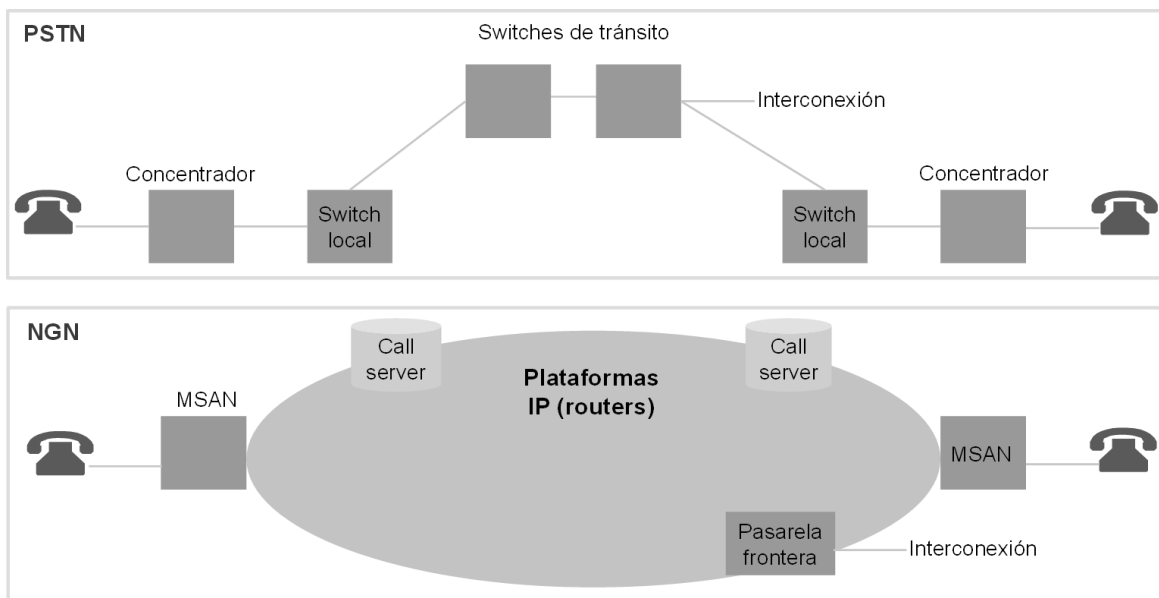 PSTN
Switches de tránsito
Interconexión
Concentrador
Concentrador
Switch
local
Switch
local
NGN
Call
server
Call
server
Plataformas
IP (routers)
MSAN
MSAN
Pasarela
frontera
Interconexión